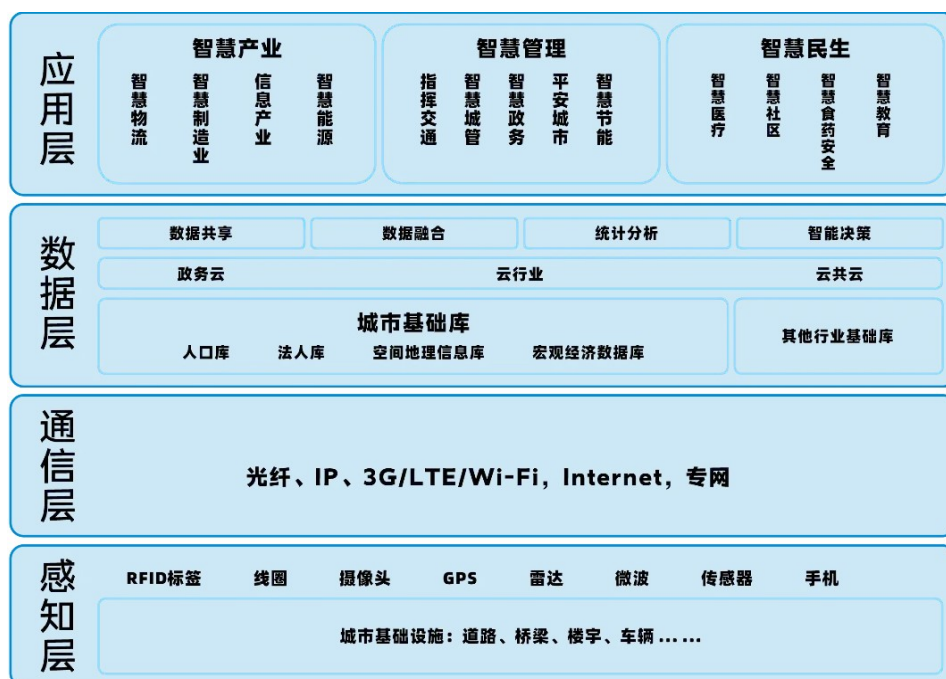 应用层
智慧产业
智慧物流
智慧制造业
信息产业
智慧能源
智慧管理
指挥交通
智慧城管
智慧政务
平安城市
智慧节能
智慧民生
智慧医疗
智慧社区
智慧食药安全
智慧教育
数据层
数据共享 数据融合 统计分析 智能决策
政务云 云行业 云共云
城市基础库
人口库 法人库 空间地理信息库 宏观经济数据库
其他行业基础库
通信层
光纤、IP、3G/LTE/Wi-Fi，Internet，专网
感知层
RFID标签 线圈 摄像头 GPS 雷达 微波 传感器 手机
城市基础设施：道路、桥梁、楼宇、车辆... ...